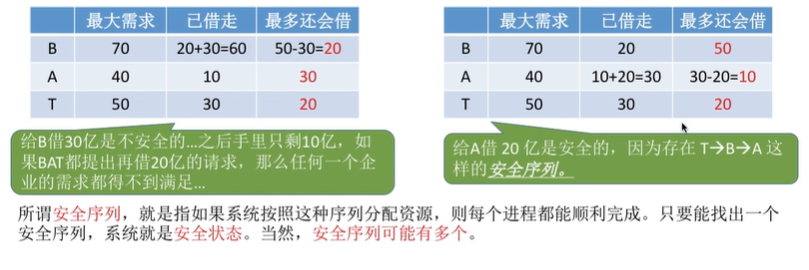 最大需求 已借走 最多还会借
B 70 20+30=60 50-30=20
A 40 10 30
T 50 30 20
给B借30亿是不安全的...之后手里只剩10亿，如
果BAT都提出再借20亿的请求，那么任何一个企
业的需求都得不到满足...
最大需求 已借走 最多还会借
B 70 20 50
A 40 10+20=30 30-20=10
T 50 30 20
给A借 20 亿是安全的，因为存在 T→B→A 这
样的安全序列。
所谓安全序列，就是指如果系统按照这种序列分配资源，则每个进程都能顺利完成。只要能找出一个
安全序列，系统就是安全状态。当然，安全序列可能有多个。